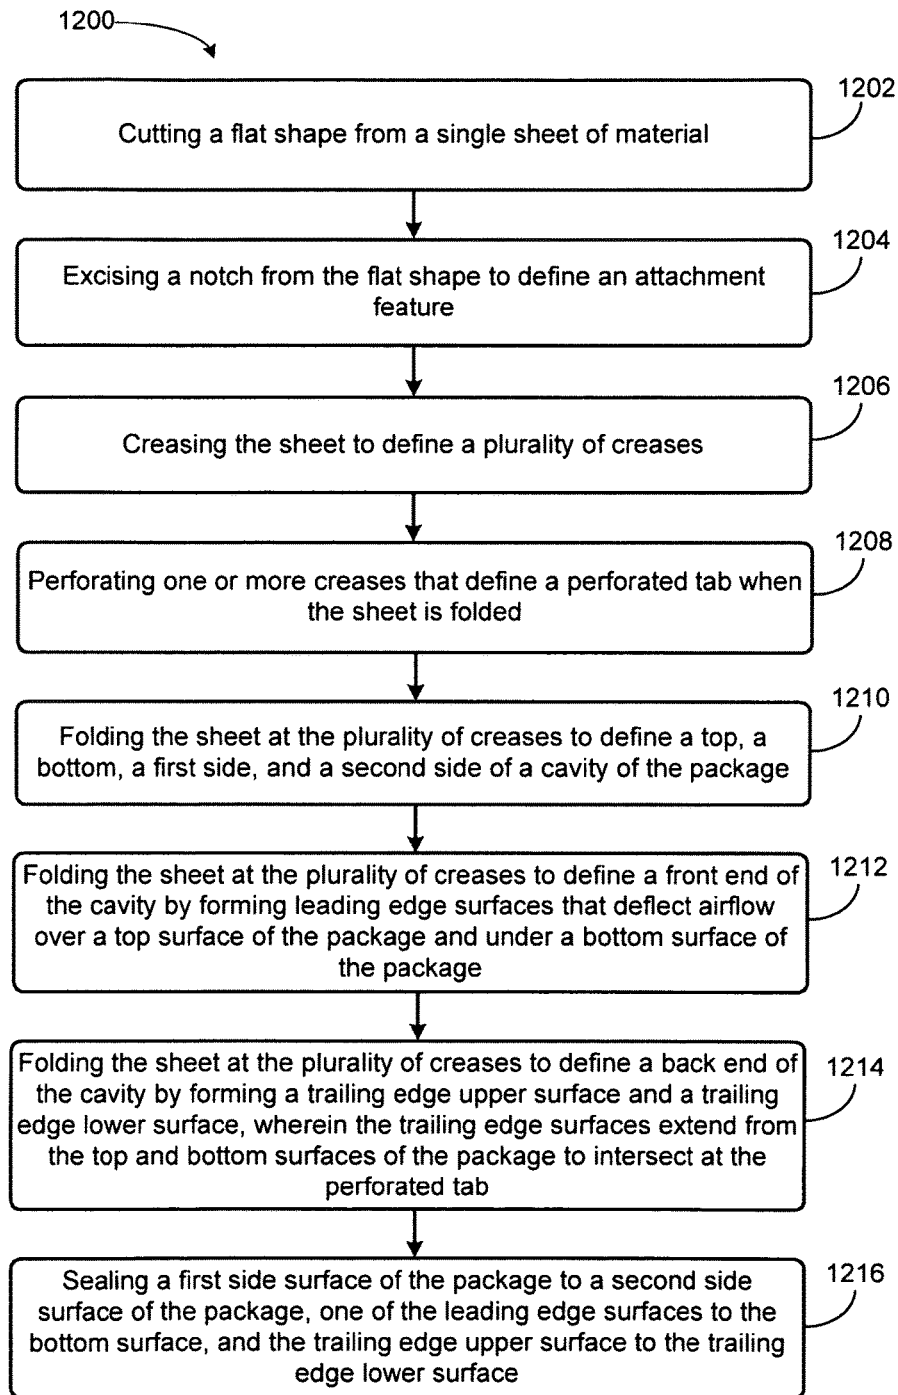 1200
1202
Cutting a flat shape from a single sheet of material
1204
Excising a notch from the flat shape to define an attachment
feature
1206
Creasing the sheet to define a plurality of creases
1208
Perforating one or more creases that define a perforated tab when
the sheet is folded
1210
Folding the sheet at the plurality of creases to define a top, a
bottom, a first side, and a second side of a cavity of the package
1212
Folding the sheet at the plurality of creases to define a front end of
the cavity by forming leading edge surfaces that deflect airflow
over a top surface of the package and under a bottom surface of
the package
1214
Folding the sheet at the plurality of creases to define a back end of
the cavity by forming a trailing edge upper surface and a trailing
edge lower surface, wherein the trailing edge surfaces extend from
the top and bottom surfaces of the package to intersect at the
perforated tab
1216
Sealing a first side surface of the package to a second side
surface of the package, one of the leading edge surfaces to the
bottom surface, and the trailing edge upper surface to the trailing
edge lower surface